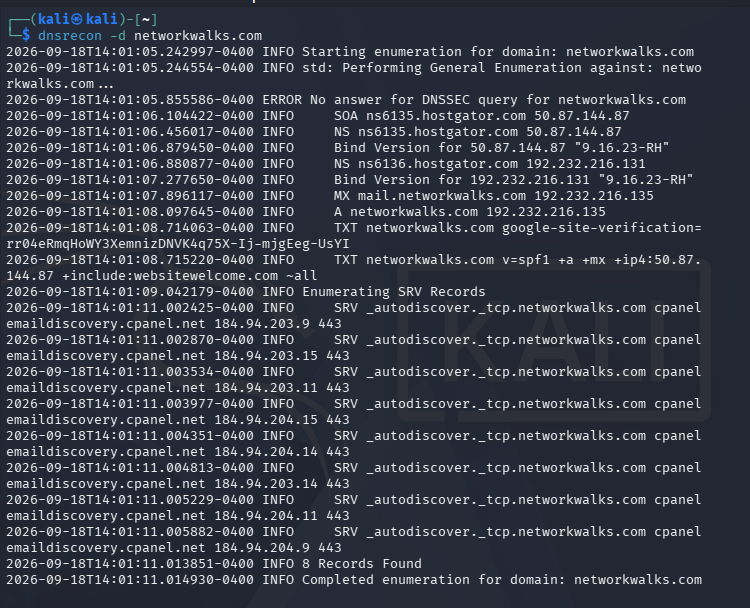 ┌──(kali㉿kali)-[~]
└─$ dnsrecon -d networkwalks.com
2026-09-18T14:01:05.242997-0400 INFO Starting enumeration for domain: networkwalks.com
2026-09-18T14:01:05.244554-0400 INFO std: Performing General Enumeration against: netwo
rkwalks.com...
2026-09-18T14:01:05.855586-0400 ERROR No answer for DNSSEC query for networkwalks.com
2026-09-18T14:01:06.104422-0400 INFO     SOA ns6135.hostgator.com 50.87.144.87
2026-09-18T14:01:06.456017-0400 INFO     NS ns6135.hostgator.com 50.87.144.87
2026-09-18T14:01:06.879450-0400 INFO     Bind Version for 50.87.144.87 "9.16.23-RH"
2026-09-18T14:01:06.880877-0400 INFO     NS ns6136.hostgator.com 192.232.216.131
2026-09-18T14:01:07.277650-0400 INFO     Bind Version for 192.232.216.131 "9.16.23-RH"
2026-09-18T14:01:07.896117-0400 INFO     MX mail.networkwalks.com 192.232.216.135
2026-09-18T14:01:08.097645-0400 INFO     A networkwalks.com 192.232.216.135
2026-09-18T14:01:08.714063-0400 INFO     TXT networkwalks.com google-site-verification=
rr04eRmqHoWY3XemnizDNVK4q75X-Ij-mjgEeg-UsYI
2026-09-18T14:01:08.715220-0400 INFO     TXT networkwalks.com v=spf1 +a +mx +ip4:50.87.
144.87 +include:websitewelcome.com ~all
2026-09-18T14:01:09.042179-0400 INFO Enumerating SRV Records
2026-09-18T14:01:11.002425-0400 INFO     SRV _autodiscover._tcp.networkwalks.com cpanel
emaildiscovery.cpanel.net 184.94.203.9 443
2026-09-18T14:01:11.002870-0400 INFO     SRV _autodiscover._tcp.networkwalks.com cpanel
emaildiscovery.cpanel.net 184.94.203.15 443
2026-09-18T14:01:11.003534-0400 INFO     SRV _autodiscover._tcp.networkwalks.com cpanel
emaildiscovery.cpanel.net 184.94.203.11 443
2026-09-18T14:01:11.003977-0400 INFO     SRV _autodiscover._tcp.networkwalks.com cpanel
emaildiscovery.cpanel.net 184.94.204.15 443
2026-09-18T14:01:11.004351-0400 INFO     SRV _autodiscover._tcp.networkwalks.com cpanel
emaildiscovery.cpanel.net 184.94.204.14 443
2026-09-18T14:01:11.004813-0400 INFO     SRV _autodiscover._tcp.networkwalks.com cpanel
emaildiscovery.cpanel.net 184.94.203.14 443
2026-09-18T14:01:11.005229-0400 INFO     SRV _autodiscover._tcp.networkwalks.com cpanel
emaildiscovery.cpanel.net 184.94.204.11 443
2026-09-18T14:01:11.005882-0400 INFO     SRV _autodiscover._tcp.networkwalks.com cpanel
emaildiscovery.cpanel.net 184.94.204.9 443
2026-09-18T14:01:11.013851-0400 INFO 8 Records Found
2026-09-18T14:01:11.014930-0400 INFO Completed enumeration for domain: networkwalks.com
KALI